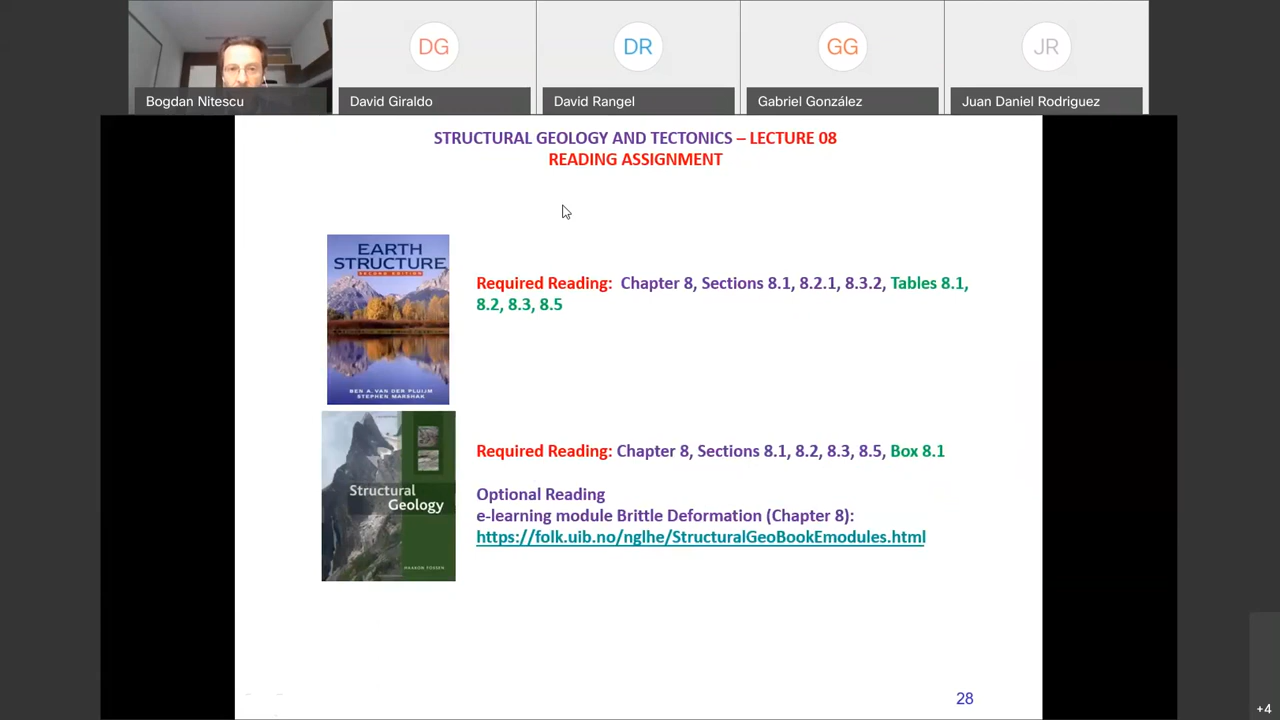 DG
DR
GG
JR
Bogdan Nitescu
David Giraldo
David Rangel
Gabriel González
Juan Daniel Rodriguez
STRUCTURAL GEOLOGY AND TECTONICS – LECTURE 08
READING ASSIGNMENT
EARTH
STRUCTURE
SECOND EDITION
BEN A. VAN DER PLUIJM
STEPHEN MARSHAK
Required Reading: Chapter 8, Sections 8.1, 8.2.1, 8.3.2, Tables 8.1,
8.2, 8.3, 8.5
Structural
Geology
HAAKON FOSSEN
Required Reading: Chapter 8, Sections 8.1, 8.2, 8.3, 8.5, Box 8.1
Optional Reading
e-learning module Brittle Deformation (Chapter 8):
https://folk.uib.no/nglhe/StructuralGeoBookEmodules.html
28
+4